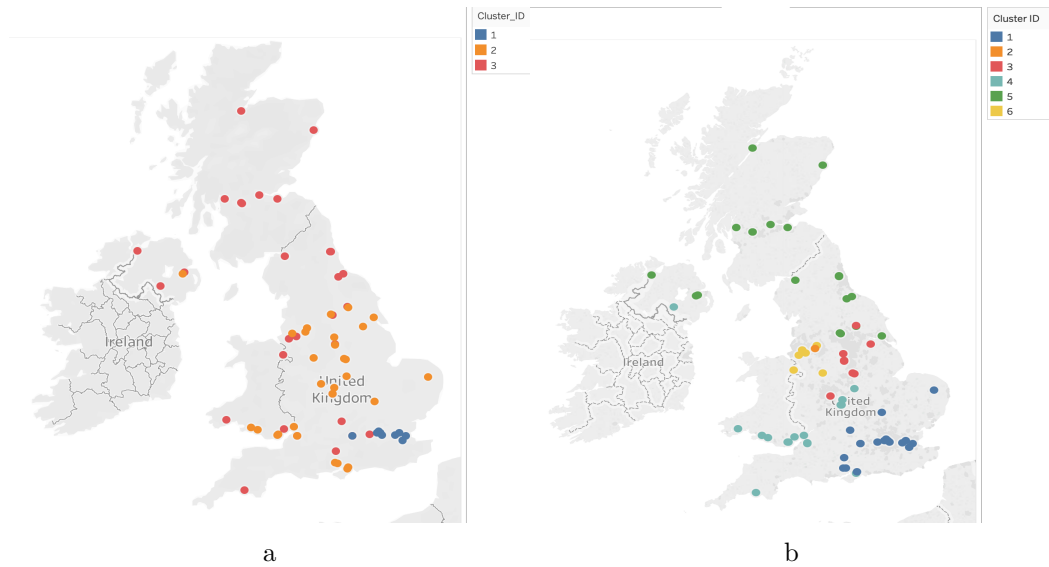 Cluster_ID
1
2
3
Ireland
United
Kingdom
a
Cluster ID
1
2
3
4
5
6
Ireland
United
Kingdom
b